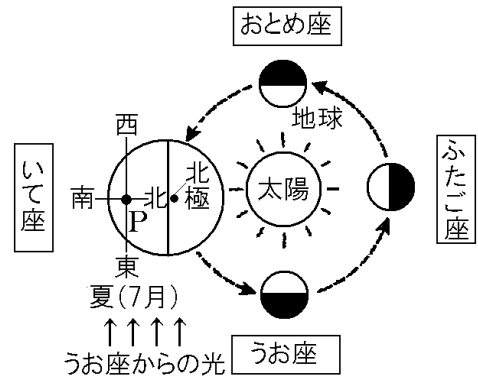 おとめ座
地球
西
いて座
南
北
P
北極
太陽
ふたご座
東
夏(7月)
うお座からの光
うお座